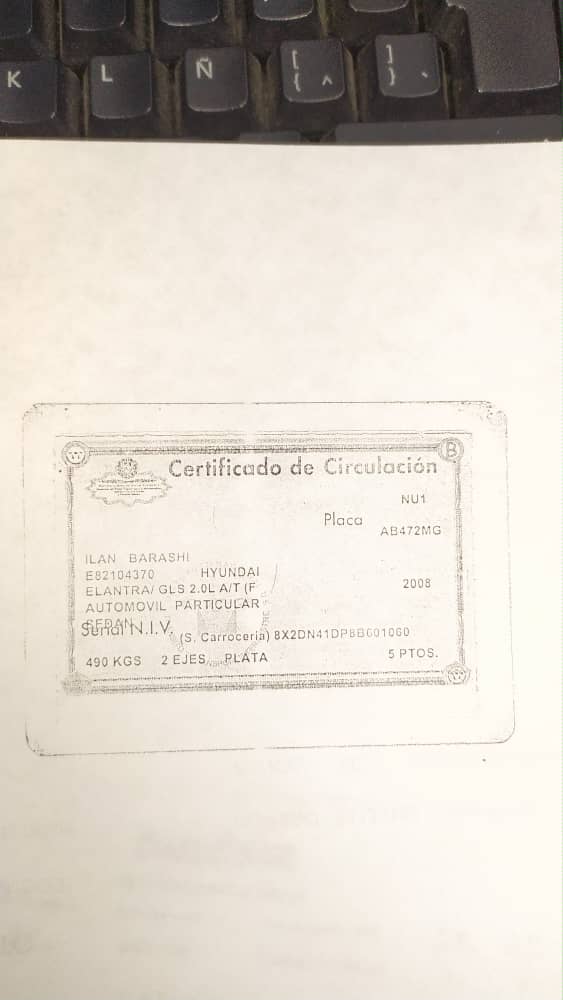 K L Ñ [ { ^ ] } `
Certificado de Circulación
B
NU1
Placa
AB472MG
ILAN BARASHI
E82104370 HYUNDAI
ELANTRA/ GLS 2.0L A/T (F 2008
AUTOMOVIL PARTICULAR
SEDAN
Serial N.I.V. (S. Carroceria) 8X2DN41DP8B601060
490 KGS 2 EJES PLATA 5 PTOS.